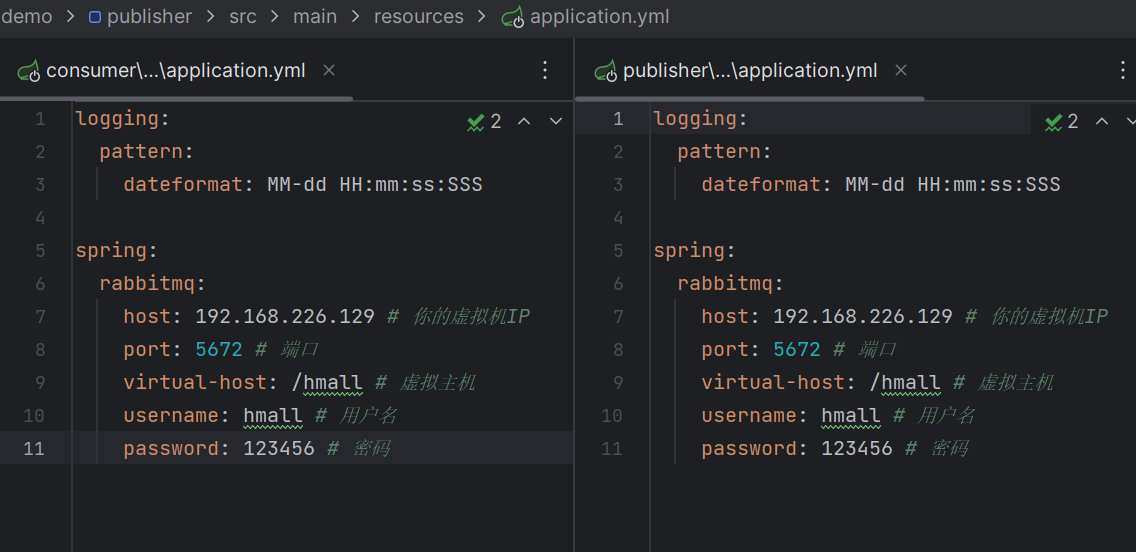 demo > publisher > src > main > resources > application.yml
consumer\...\application.yml
2
1 logging:
2 pattern:
3 dateformat: MM-dd HH:mm:ss:SSS
4
5 spring:
6 rabbitmq:
7 host: 192.168.226.129 # 你的虚拟机IP
8 port: 5672 # 端口
9 virtual-host: /hmall # 虚拟主机
10 username: hmall # 用户名
11 password: 123456 # 密码
publisher\...\application.yml
2
1 logging:
2 pattern:
3 dateformat: MM-dd HH:mm:ss:SSS
4
5 spring:
6 rabbitmq:
7 host: 192.168.226.129 # 你的虚拟机IP
8 port: 5672 # 端口
9 virtual-host: /hmall # 虚拟主机
10 username: hmall # 用户名
11 password: 123456 # 密码